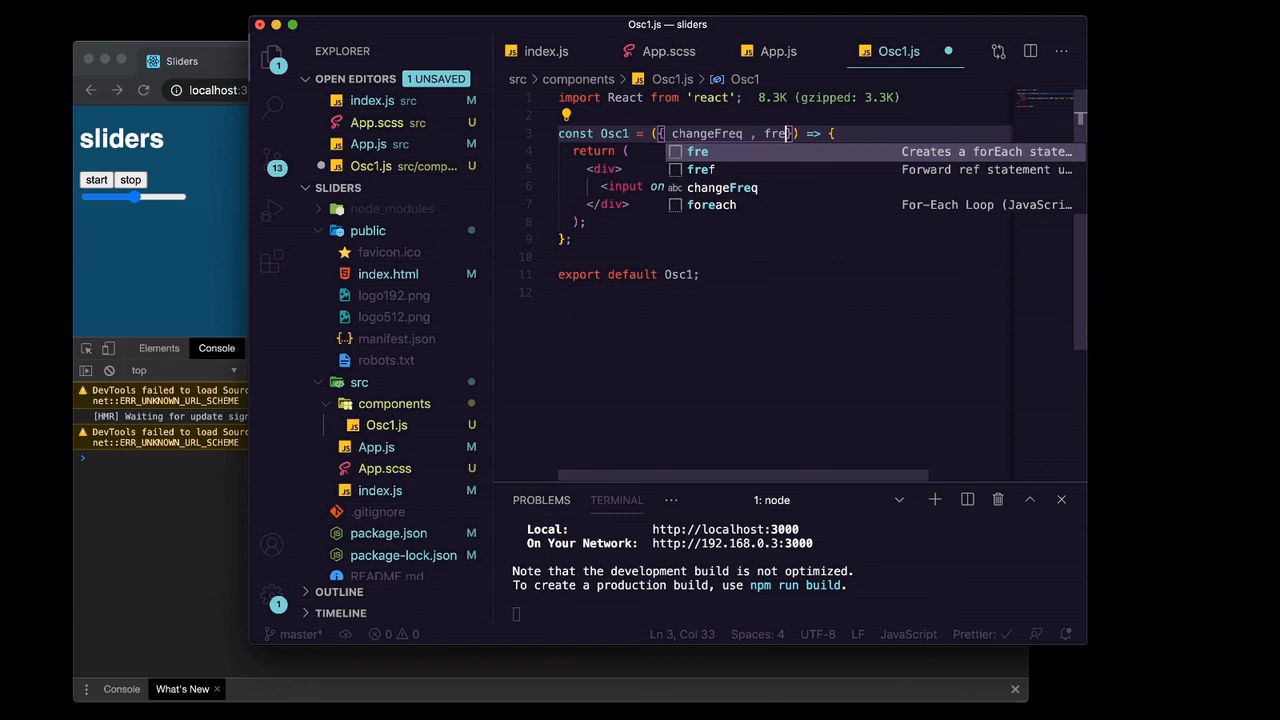 Osc1.js — sliders
Sliders
localhost:3
sliders
start stop
Elements
Console
top
DevTools failed to load Sour
net::ERR_UNKNOWN_URL_SCHEME
[HMR] Waiting for update sign
DevTools failed to load Sour
net::ERR_UNKNOWN_URL_SCHEME
Console
What's New
1
13
1
EXPLORER
OPEN EDITORS 1 UNSAVED
index.js src M
App.scss src U
App.js src M
Osc1.js src/comp... U
SLIDERS
node_modules
public
favicon.ico
index.html M
logo192.png
logo512.png
manifest.json
robots.txt
src
components
Osc1.js U
App.js M
App.scss U
index.js M
.gitignore
package.json M
package-lock.json M
README.md
OUTLINE
TIMELINE
index.js
App.scss
App.js
Osc1.js
src > components > Osc1.js > Osc1
1 import React from 'react'; 8.3K (gzipped: 3.3K)
2
3 const Osc1 = ({ changeFreq , fre}) => {
4 return (
5 <div>
6 <input on
7 </div>
8 );
9 };
10
11 export default Osc1;
12
fre Creates a forEach state...
fref Forward ref statement u...
abc changeFreq
foreach For-Each Loop (JavaScri...
PROBLEMS TERMINAL ... 1: node
Local: http://localhost:3000
On Your Network: http://192.168.0.3:3000
Note that the development build is not optimized.
To create a production build, use npm run build.
master* 0 0 Ln 3, Col 33 Spaces: 4 UTF-8 LF JavaScript Prettier: ✓